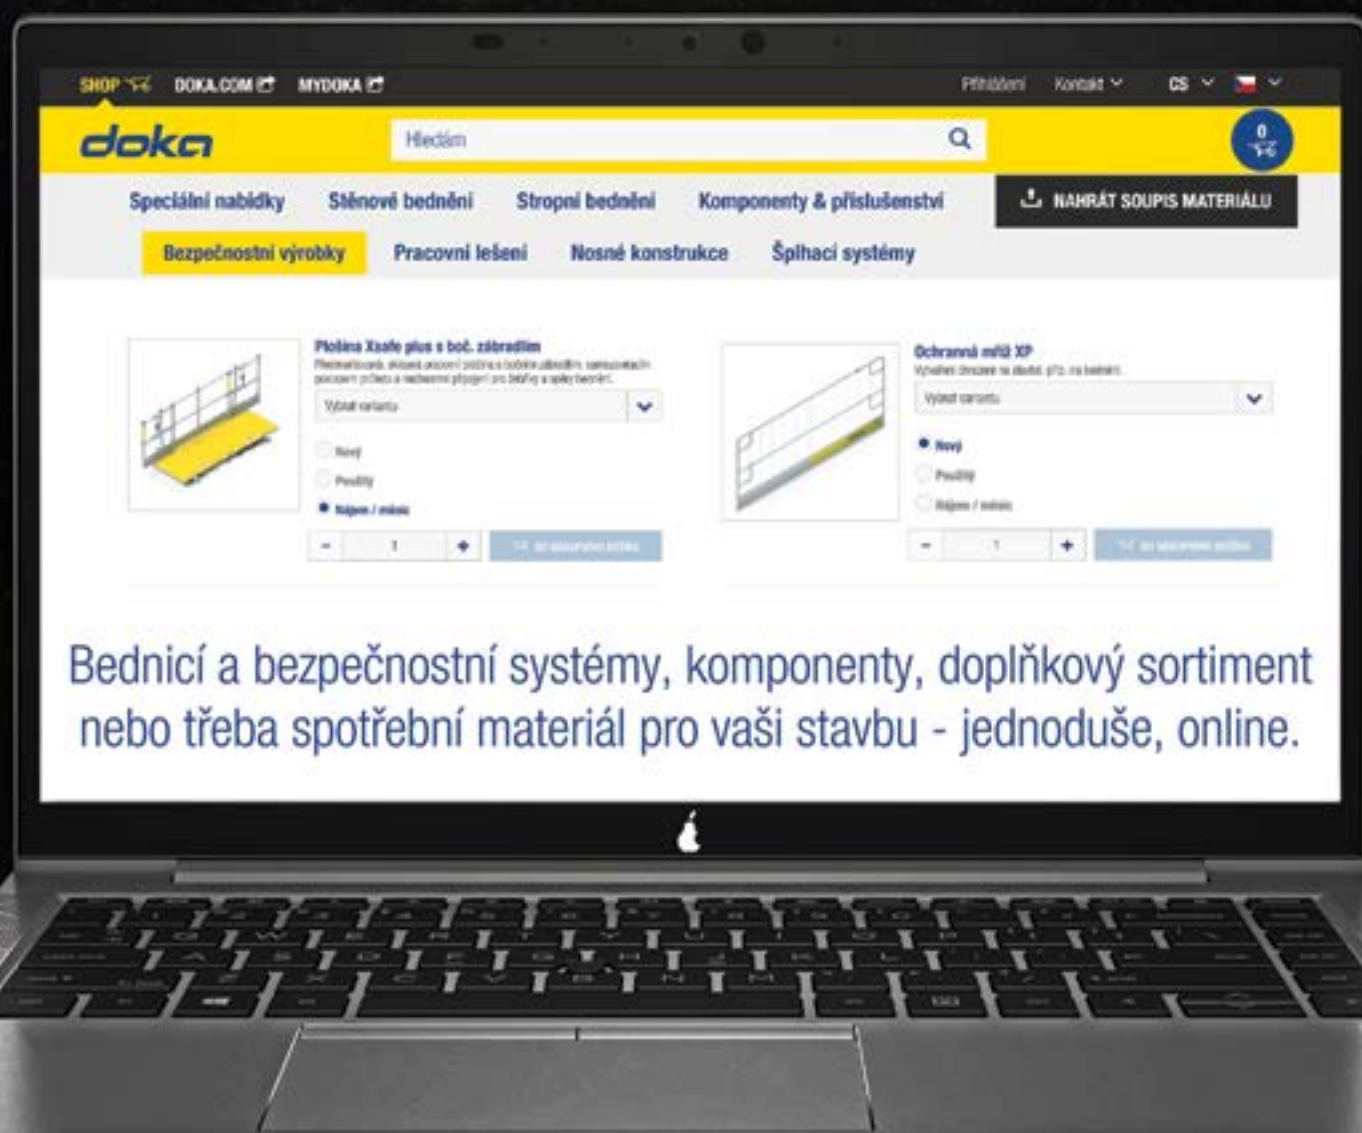 SHOP DOKA.COM MYDOKA Přihlášení Kontakt CS
doka Hledám 0
Speciální nabídky Stěnové bednění Stropní bednění Komponenty & příslušenství NAHRÁT SOUPIS MATERIÁLU
Bezpečnostní výrobky Pracovní lešení Nosné konstrukce Šplhací systémy
Plošina Xsafe plus s boč. zábradlím
Vybrat variantu
Nový
Použitý
Nájem / měsíc
- 1 +
Ochranná mříž XP
Vybrat variantu
Nový
Použitý
Nájem / měsíc
- 1 +
Bednicí a bezpečnostní systémy, komponenty, doplňkový sortiment
nebo třeba spotřební materiál pro vaši stavbu - jednoduše, online.